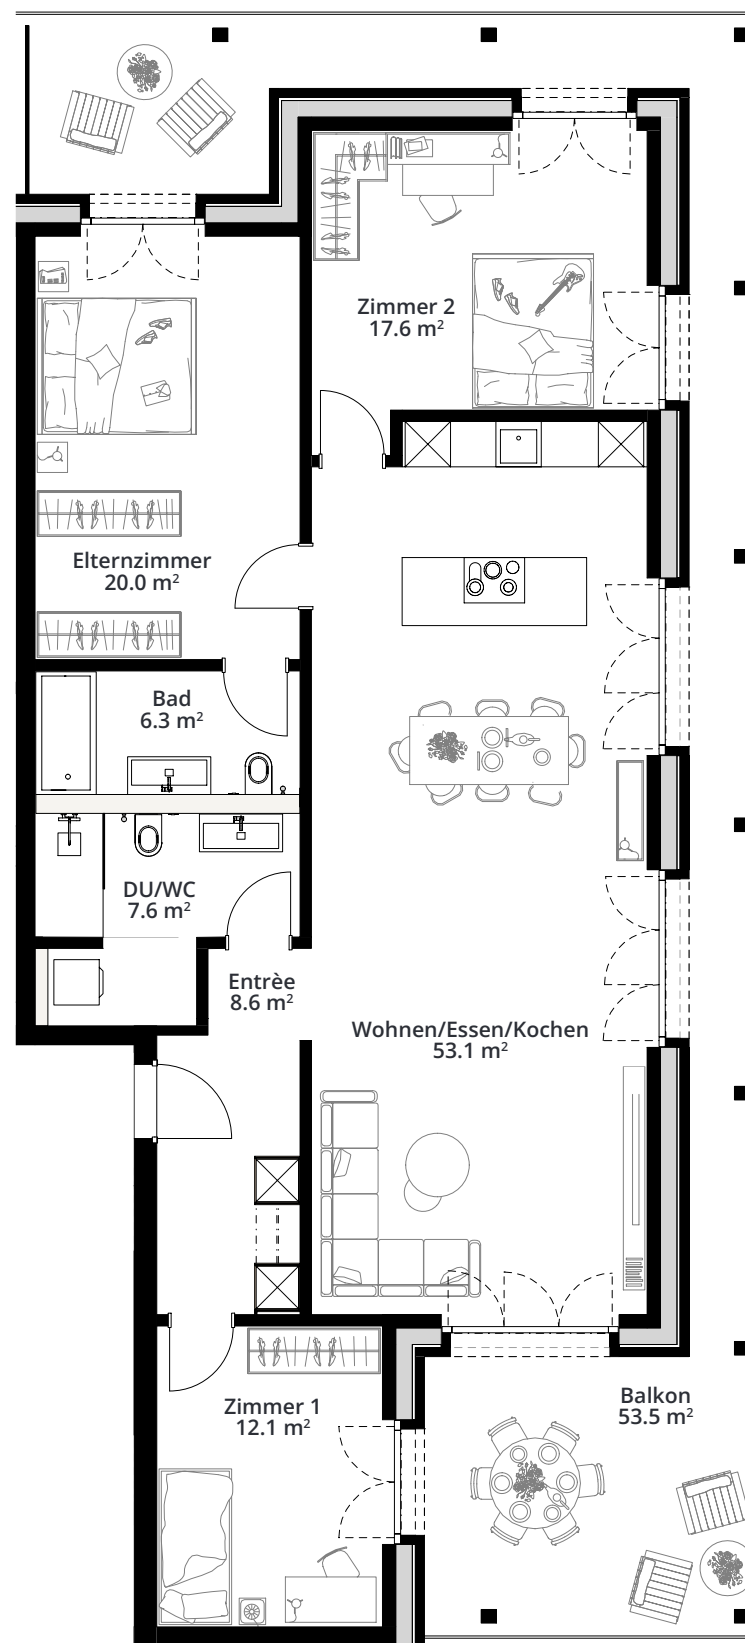 Zimmer 2
17.6 m²
Elternzimmer
20.0 m²
Bad
6.3 m²
DU/WC
7.6 m²
Entrèe
8.6 m²
Wohnen/Essen/Kochen
53.1 m²
Balkon
53.5 m²
Zimmer 1
12.1 m²